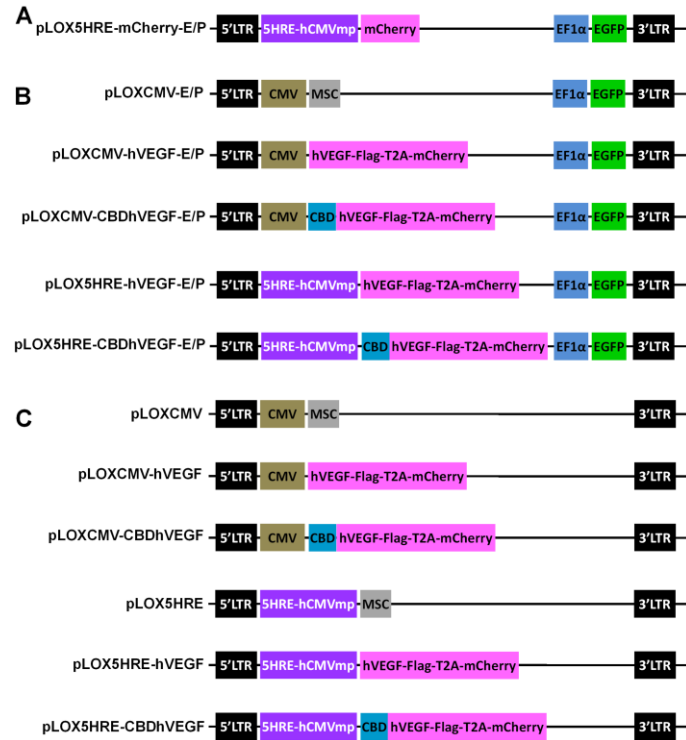 A
pLOX5HRE-mCherry-E/P 5'LTR 5HRE-hCMVmp mCherry EF1α EGFP 3'LTR
B
pLOXCMV-E/P 5'LTR CMV MSC EF1α EGFP 3'LTR
pLOXCMV-hVEGF-E/P 5'LTR CMV hVEGF-Flag-T2A-mCherry EF1α EGFP 3'LTR
pLOXCMV-CBDhVEGF-E/P 5'LTR CMV CBD hVEGF-Flag-T2A-mCherry EF1α EGFP 3'LTR
pLOX5HRE-hVEGF-E/P 5'LTR 5HRE-hCMVmp hVEGF-Flag-T2A-mCherry EF1α EGFP 3'LTR
pLOX5HRE-CBDhVEGF-E/P 5'LTR 5HRE-hCMVmp CBD hVEGF-Flag-T2A-mCherry EF1α EGFP 3'LTR
C
pLOXCMV 5'LTR CMV MSC 3'LTR
pLOXCMV-hVEGF 5'LTR CMV hVEGF-Flag-T2A-mCherry 3'LTR
pLOXCMV-CBDhVEGF 5'LTR CMV CBD hVEGF-Flag-T2A-mCherry 3'LTR
pLOX5HRE 5'LTR 5HRE-hCMVmp MSC 3'LTR
pLOX5HRE-hVEGF 5'LTR 5HRE-hCMVmp hVEGF-Flag-T2A-mCherry 3'LTR
pLOX5HRE-CBDhVEGF 5'LTR 5HRE-hCMVmp CBD hVEGF-Flag-T2A-mCherry 3'LTR